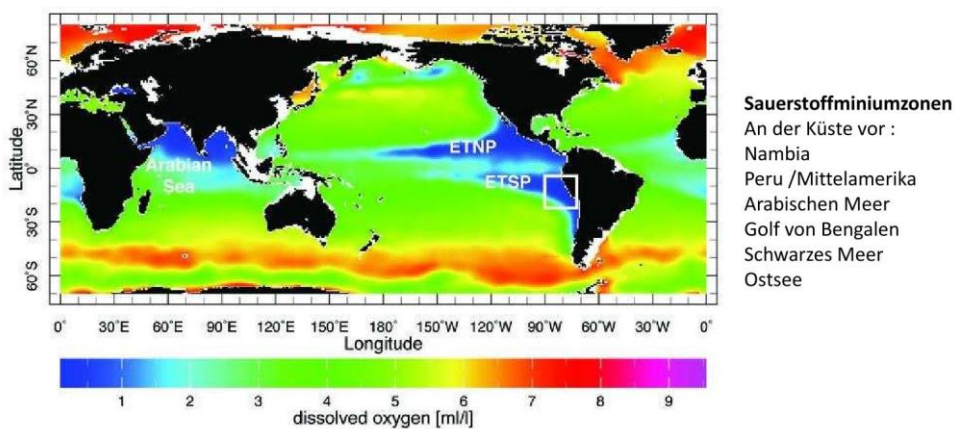 60°N
30°N
0°
30°S
60°S
Latitude
Arabian
Sea
ETNP
ETSP
0° 30°E 60°E 90°E 120°E 150°E 180° 150°W 120°W 90°W 60°W 30°W 0°
Longitude
1 2 3 4 5 6 7 8 9
dissolved oxygen [ml/l]
Sauerstoffminiumzonen
An der Küste vor :
Nambia
Peru /Mittelamerika
Arabischen Meer
Golf von Bengalen
Schwarzes Meer
Ostsee